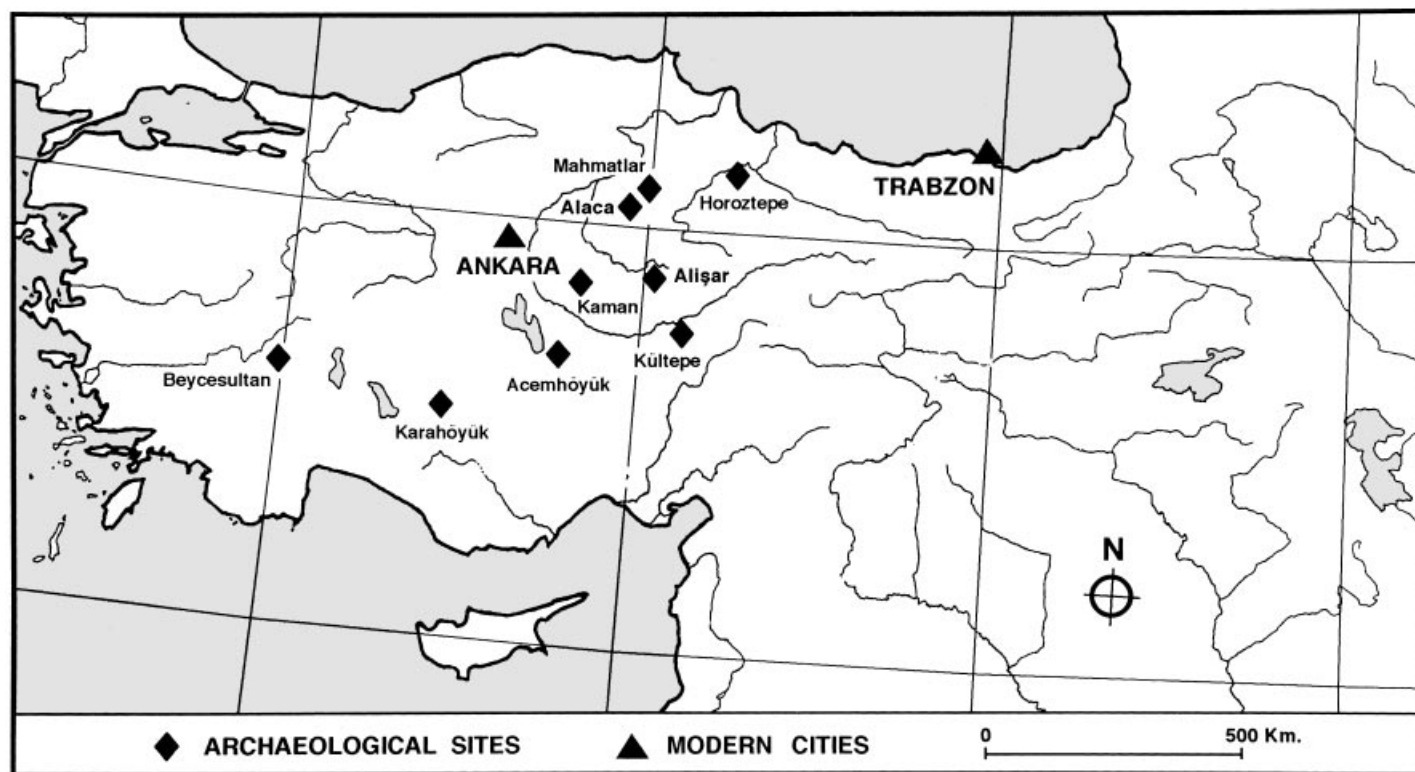 Mahmatlar
Alaca
Horoztepe
TRABZON
ANKARA
Alişar
Kaman
Kültepe
Beycesultan
Acemhöyük
Karahöyük
N
ARCHAEOLOGICAL SITES
MODERN CITIES
0
500 Km.